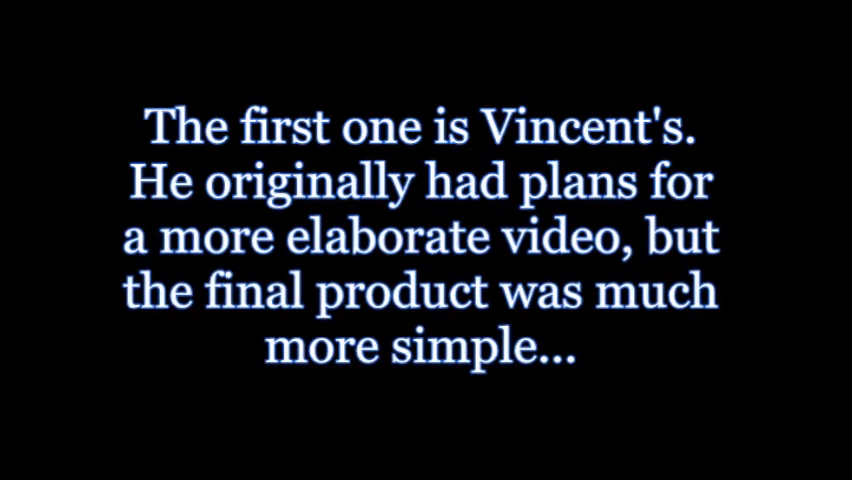 The first one is Vincent's.
He originally had plans for
a more elaborate video, but
the final product was much
more simple...